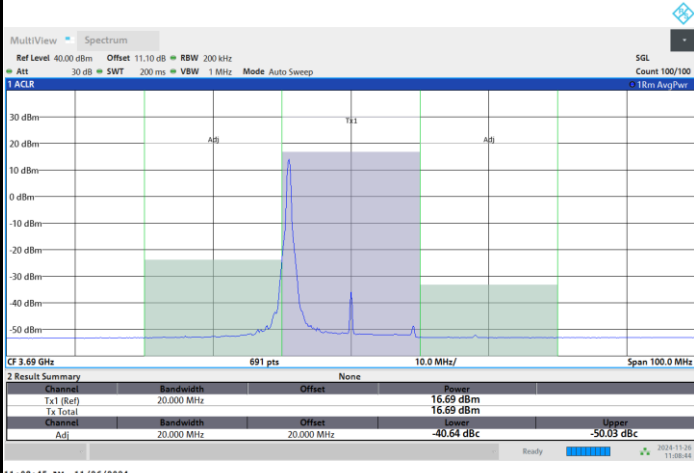 MultiView Spectrum
Ref Level 40.00 dBm Offset 11.10 dB RBW 200 kHz SGL
Att 30 dB SWT 200 ms VBW 1 MHz Mode Auto Sweep Count 100/100
1 ACLR 1Rm AvgPwr
30 dBm
Tx1
20 dBm
Adj Adj
10 dBm
0 dBm
-10 dBm
-20 dBm
-30 dBm
-40 dBm
-50 dBm
CF 3.69 GHz 691 pts 10.0 MHz/ Span 100.0 MHz
2 Result Summary None
Channel Bandwidth Offset Power
Tx1 (Ref) 20.000 MHz 16.69 dBm
Tx Total 16.69 dBm
Channel Bandwidth Offset Lower Upper
Adj 20.000 MHz 20.000 MHz -40.64 dBc -50.03 dBc
Ready 2024-11-26
11:08:44